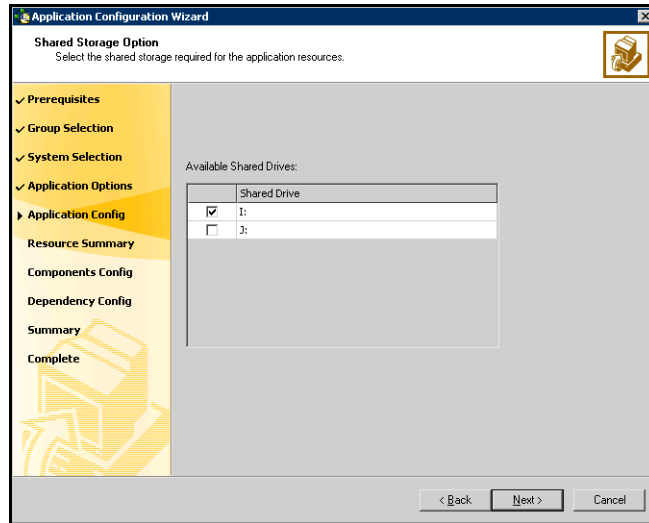 Application Configuration Wizard
Shared Storage Option
Select the shared storage required for the application resources.
Prerequisites
Group Selection
System Selection
Application Options
Application Config
Resource Summary
Components Config
Dependency Config
Summary
Complete
Available Shared Drives:
Shared Drive
I:
J:
< Back
Next >
Cancel